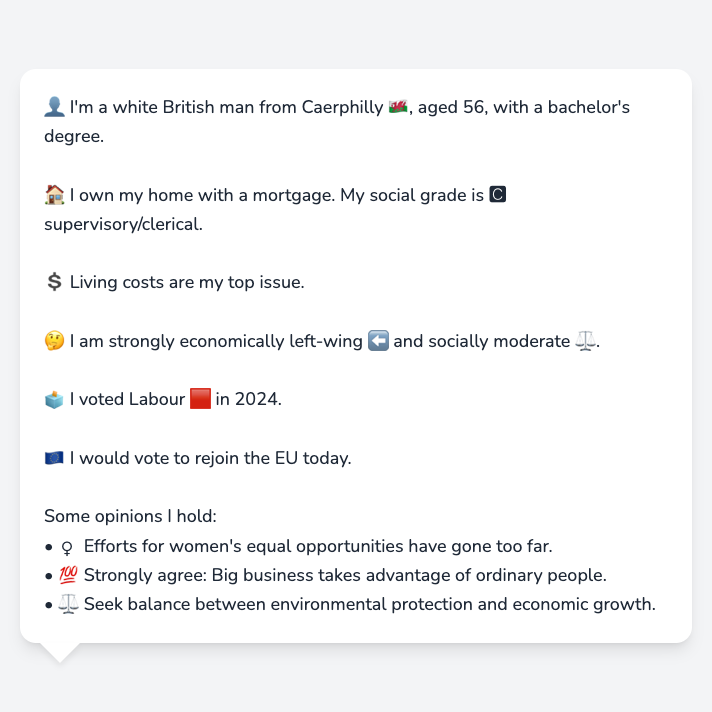 👤 I'm a white British man from Caerphilly 🏴󠁧󠁢󠁷󠁬󠁳󠁿, aged 56, with a bachelor's
degree.
🏠 I own my home with a mortgage. My social grade is 🅲
supervisory/clerical.
💲 Living costs are my top issue.
🤔 I am strongly economically left-wing ⬅️ and socially moderate ⚖️.
🗳️ I voted Labour 🟥 in 2024.
🇪🇺 I would vote to rejoin the EU today.
Some opinions I hold:
• ♀ Efforts for women's equal opportunities have gone too far.
• 💯 Strongly agree: Big business takes advantage of ordinary people.
• ⚖️ Seek balance between environmental protection and economic growth.